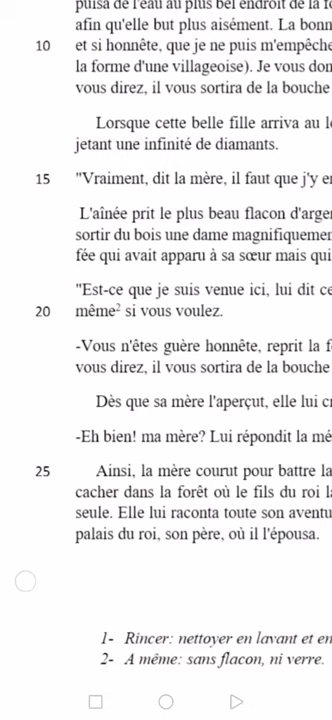 puisa de l'eau au plus bel endroit de la
afin qu'elle but plus aisément. La bonn
10 et si honnête, que je ne puis m'empêche
la forme d'une villageoise). Je vous don
vous direz, il vous sortira de la bouche
Lorsque cette belle fille arriva au l
jetant une infinité de diamants.
15 "Vraiment, dit la mère, il faut que j'y e
L'aînée prit le plus beau flacon d'arge
sortir du bois une dame magnifiquemen
fée qui avait apparu à sa sœur mais qui
"Est-ce que je suis venue ici, lui dit ce
20 même² si vous voulez.
-Vous n'êtes guère honnête, reprit la f
vous direz, il vous sortira de la bouche
Dès que sa mère l'aperçut, elle lui c
-Eh bien! ma mère? Lui répondit la mé
25 Ainsi, la mère courut pour battre la
cacher dans la forêt où le fils du roi l
seule. Elle lui raconta toute son aventu
palais du roi, son père, où il l'épousa.
1- Rincer: nettoyer en lavant et en
2- A même: sans flacon, ni verre.